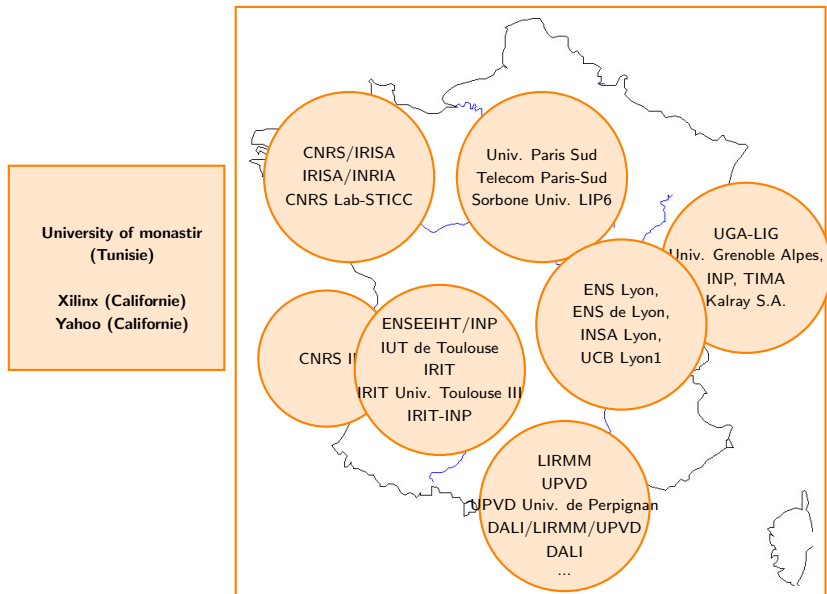 University of monastir
(Tunisie)
Xilinx (Californie)
Yahoo (Californie)
CNRS/IRISA
IRISA/INRIA
CNRS Lab-STICC
Univ. Paris Sud
Telecom Paris-Sud
Sorbone Univ. LIP6
UGA-LIG
Univ. Grenoble Alpes,
INP, TIMA
Kalray S.A.
ENS Lyon,
ENS de Lyon,
INSA Lyon,
UCB Lyon1
CNRS
ENSEEIHT/INP
IUT de Toulouse
IRIT
IRIT Univ. Toulouse III
IRIT-INP
LIRMM
UPVD
UPVD Univ. de Perpignan
DALI/LIRMM/UPVD
DALI
...